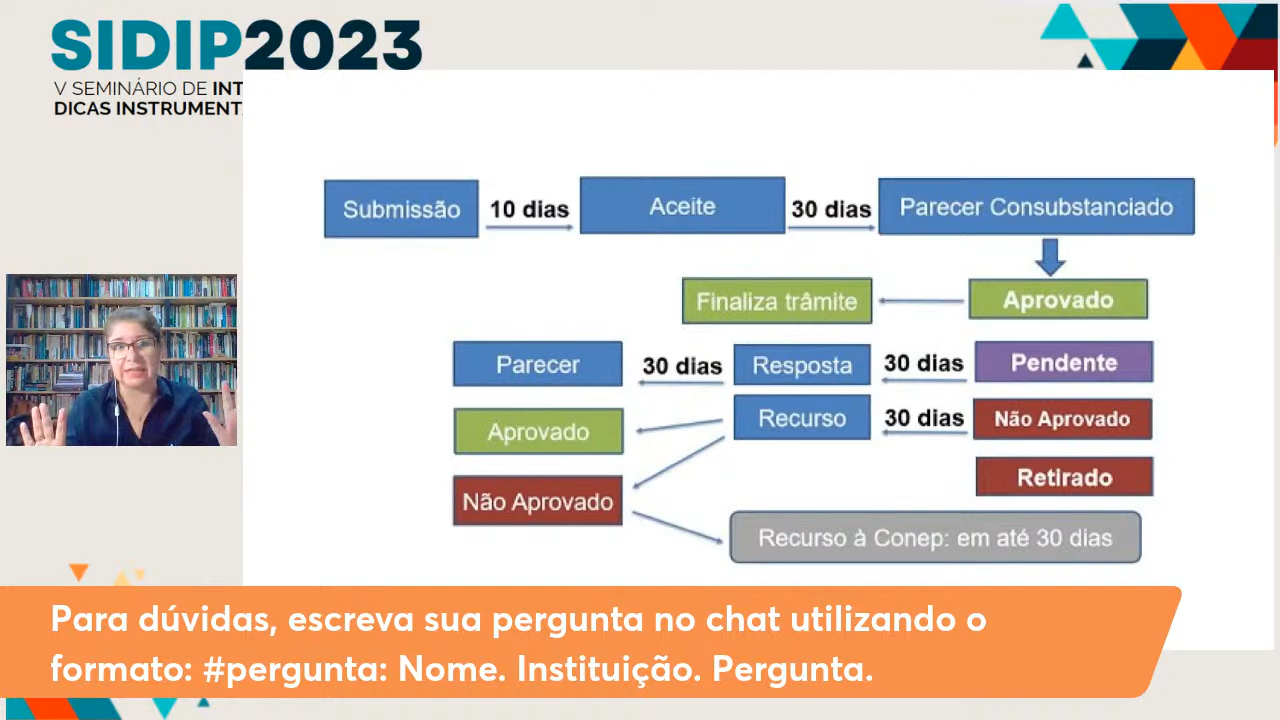 SIDIP2023
V SEMINÁRIO DE INT
DICAS INSTRUMENT
Submissão
10 dias
Aceite
30 dias
Parecer Consubstanciado
Finaliza trâmite
Aprovado
Parecer
30 dias
Resposta
30 dias
Pendente
Aprovado
Recurso
30 dias
Não Aprovado
Não Aprovado
Retirado
Recurso à Conep: em até 30 dias
Para dúvidas, escreva sua pergunta no chat utilizando o
formato: #pergunta: Nome. Instituição. Pergunta.